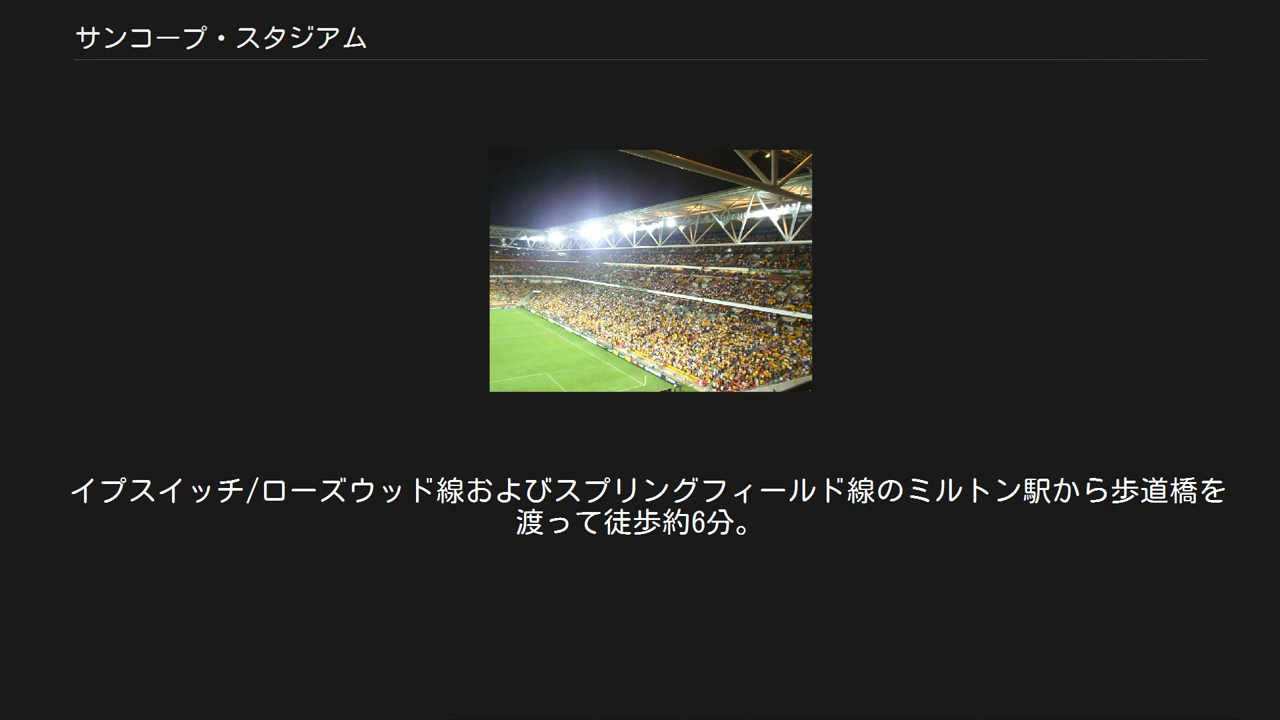 サンコープ・スタジアム
イプスイッチ/ローズウッド線およびスプリングフィールド線のミルトン駅から歩道橋を
渡って徒歩約6分。